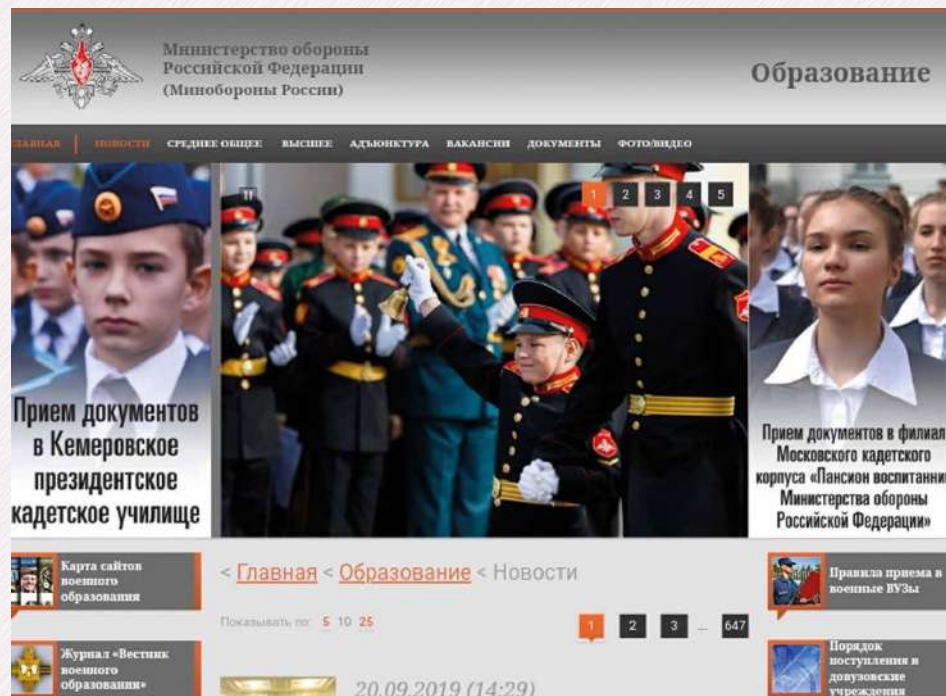 Министерство обороны
Российской Федерации
(Минобороны России)
Образование
ГЛАВНАЯ
НОВОСТИ
СРЕДНЕЕ ОБЩЕЕ
ВЫСШЕЕ
АДЪЮНКТУРА
ВАКАНСИИ
ДОКУМЕНТЫ
ФОТО/ВИДЕО
1 2 3 4 5
Прием документов
в Кемеровское
президентское
кадетское училище
Прием документов в филиал
Московского кадетского
корпуса «Пансион воспитанни
Министерства обороны
Российской Федерации»
Карта сайтов
военного
образования
< Главная < Образование < Новости
Правила приема в
военные ВУЗы
Показывать по: 5 10 25
1 2 3 ... 647
Журнал «Вестник
военного
образования»
20.09.2019 (14:29)
Порядок
поступления в
довузовские
учреждения